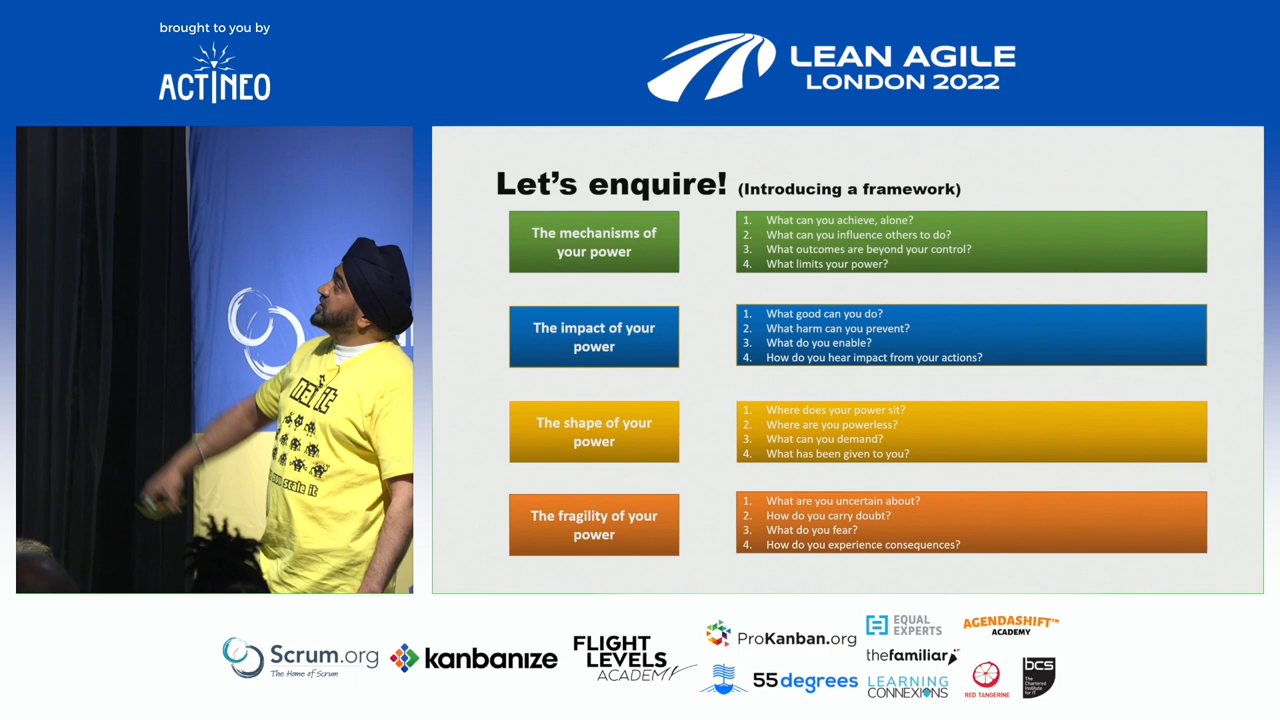 brought to you by
ACTINEO
LEAN AGILE
LONDON 2022
Let's enquire! (Introducing a framework)
The mechanisms of
your power
1. What can you achieve, alone?
2. What can you influence others to do?
3. What outcomes are beyond your control?
4. What limits your power?
The impact of your
power
1. What good can you do?
2. What harm can you prevent?
3. What do you enable?
4. How do you hear impact from your actions?
The shape of your
power
1. Where does your power sit?
2. Where are you powerless?
3. What can you demand?
4. What has been given to you?
The fragility of your
power
1. What are you uncertain about?
2. How do you carry doubt?
3. What do you fear?
4. How do you experience consequences?
it
scale it
Scrum.org
The Home of Scrum
kanbanize
FLIGHT
LEVELS
ACADEMY
ProKanban.org
55degrees
EQUAL
EXPERTS
thefamiliar
LEARNING
CONNEXIONS
AGENDASHIFT™
ACADEMY
RED TANGERINE
bcs
The
Chartered
Institute
for IT